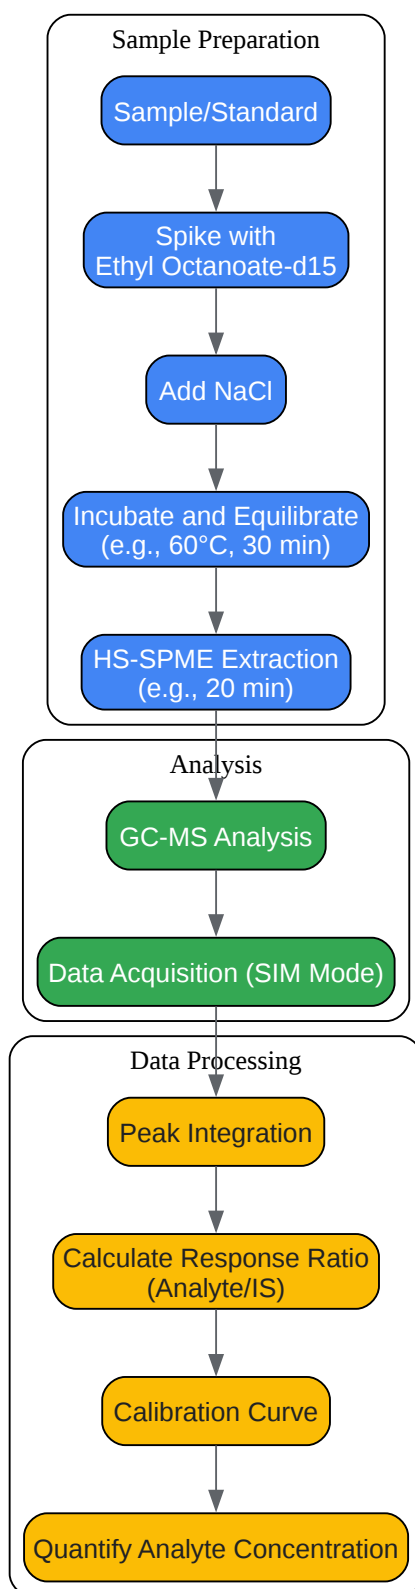 Sample Preparation
Sample/Standard
Spike with
Ethyl Octanoate-d15
Add NaCl
Incubate and Equilibrate
(e.g., 60°C, 30 min)
HS-SPME Extraction
(e.g., 20 min)
Analysis
GC-MS Analysis
Data Acquisition (SIM Mode)
Data Processing
Peak Integration
Calculate Response Ratio
(Analyte/IS)
Calibration Curve
Quantify Analyte Concentration